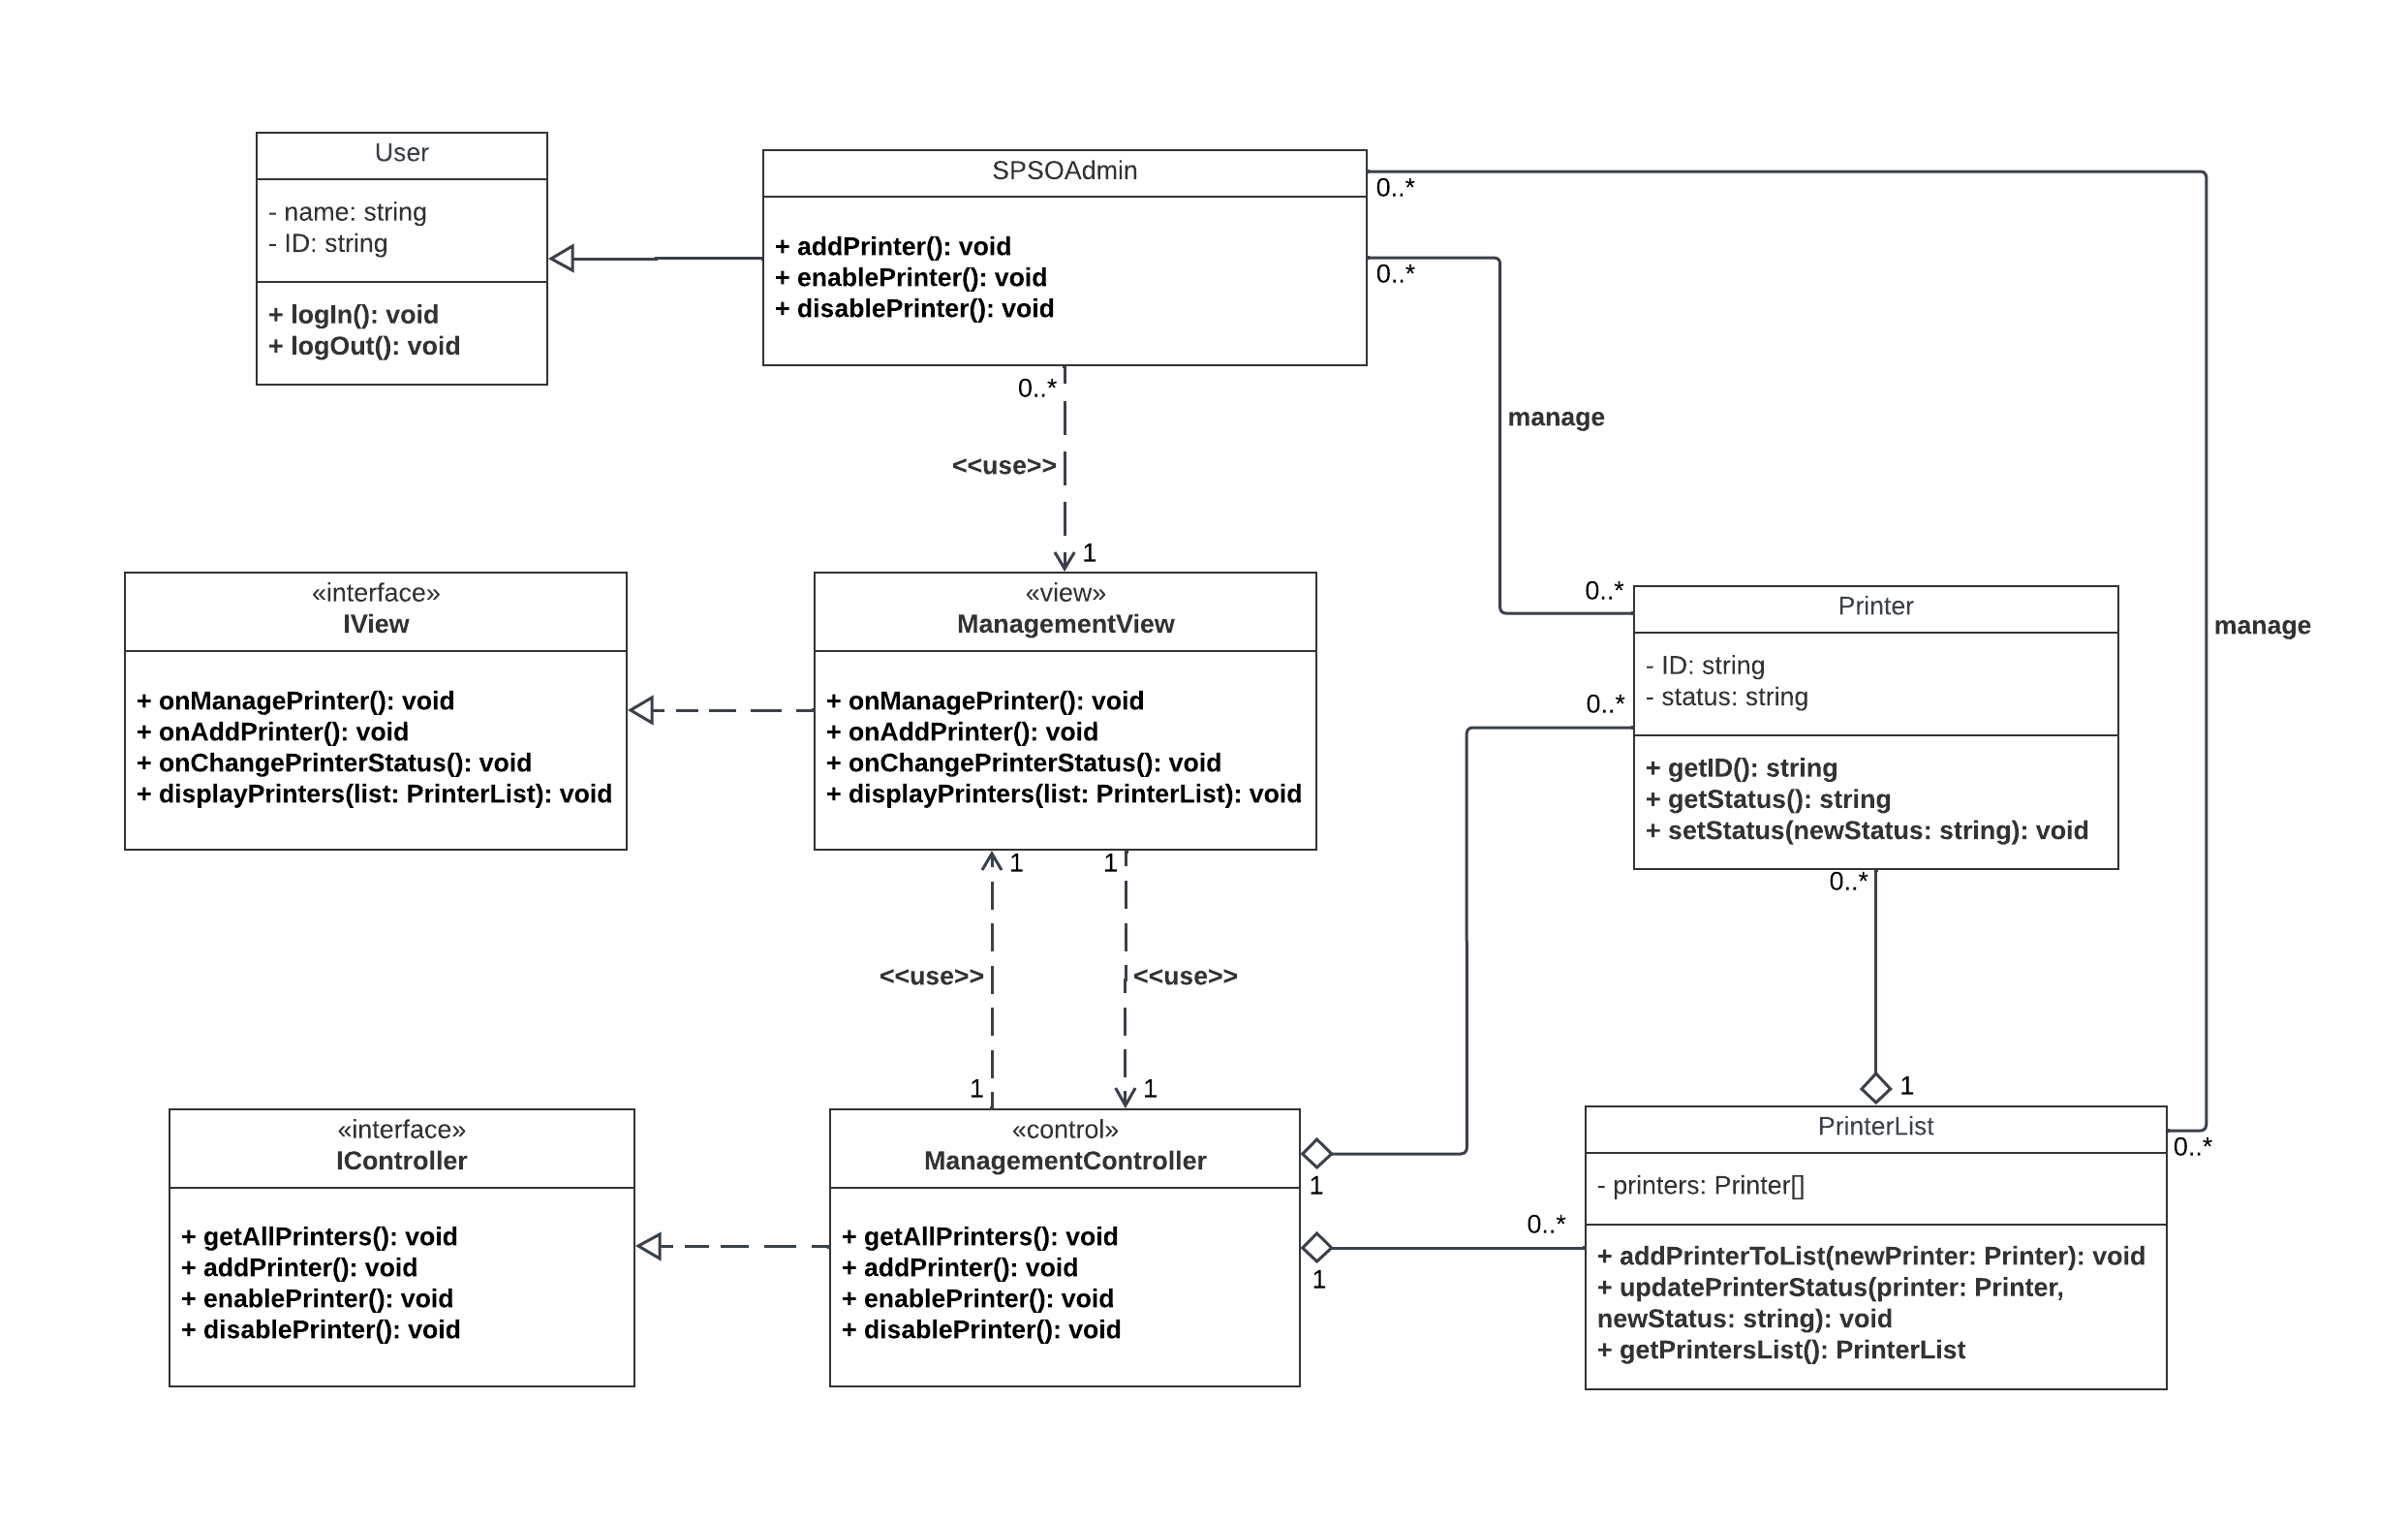 User
- name: string
- ID: string
+ logIn(): void
+ logOut(): void
SPSOAdmin
+ addPrinter(): void
+ enablePrinter(): void
+ disablePrinter(): void
0..*
0..*
manage
manage
0..*
<<use>>
1
«interface»
IView
+ onManagePrinter(): void
+ onAddPrinter(): void
+ onChangePrinterStatus(): void
+ displayPrinters(list: PrinterList): void
«view»
ManagementView
+ onManagePrinter(): void
+ onAddPrinter(): void
+ onChangePrinterStatus(): void
+ displayPrinters(list: PrinterList): void
0..*
0..*
Printer
- ID: string
- status: string
+ getID(): string
+ getStatus(): string
+ setStatus(newStatus: string): void
1
1
<<use>>
<<use>>
1
1
0..*
1
«interface»
IController
+ getAllPrinters(): void
+ addPrinter(): void
+ enablePrinter(): void
+ disablePrinter(): void
«control»
ManagementController
+ getAllPrinters(): void
+ addPrinter(): void
+ enablePrinter(): void
+ disablePrinter(): void
1
1
0..*
PrinterList
- printers: Printer[]
+ addPrinterToList(newPrinter: Printer): void
+ updatePrinterStatus(printer: Printer,
newStatus: string): void
+ getPrintersList(): PrinterList
0..*